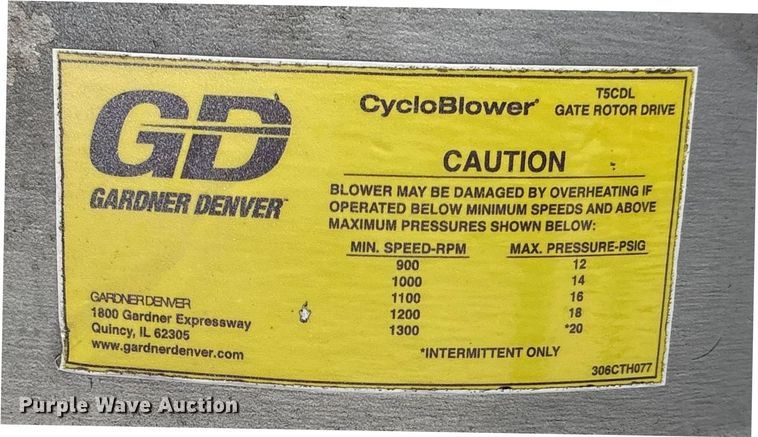 GD
GARDNER DENVER™
CycloBlower®
T5CDL
GATE ROTOR DRIVE
CAUTION
BLOWER MAY BE DAMAGED BY OVERHEATING IF
OPERATED BELOW MINIMUM SPEEDS AND ABOVE
MAXIMUM PRESSURES SHOWN BELOW:
MIN. SPEED-RPM MAX. PRESSURE-PSIG
900 12
1000 14
1100 16
1200 18
1300 *20
*INTERMITTENT ONLY
GARDNER DENVER
1800 Gardner Expressway
Quincy, IL 62305
www.gardnerdenver.com
306CTH077
Purple Wave Auction